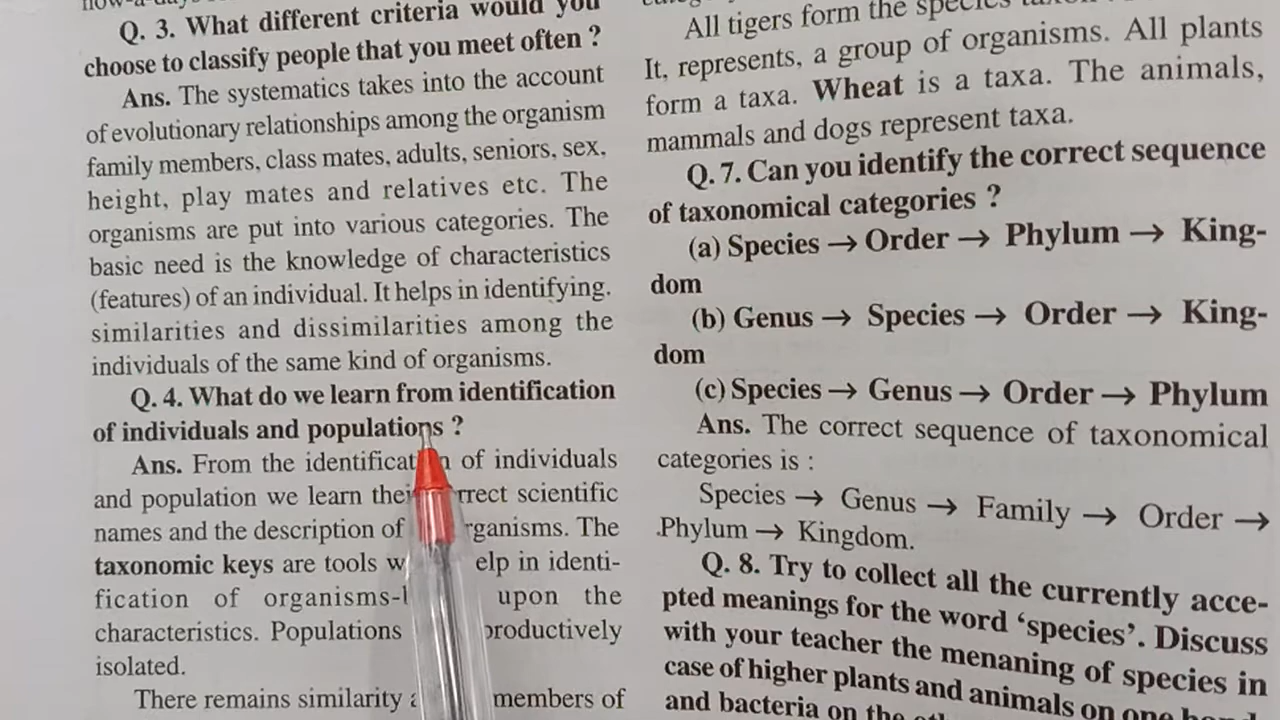 Q. 3. What different criteria would you
choose to classify people that you meet often ?
Ans. The systematics takes into the account
of evolutionary relationships among the organism
family members, class mates, adults, seniors, sex,
height, play mates and relatives etc. The
organisms are put into various categories. The
basic need is the knowledge of characteristics
(features) of an individual. It helps in identifying.
similarities and dissimilarities among the
individuals of the same kind of organisms.
Q. 4. What do we learn from identification
of individuals and populations ?
Ans. From the of individuals
and population we learn scientific
names and the description of The
taxonomic keys are tools in identi-
fication of upon the
characteristics. Populations
isolated.
There remains similarity members of
All tigers form the species
It, represents, a group of organisms. All plants
form a taxa. Wheat is a taxa. The animals,
mammals and dogs represent taxa.
Q. 7. Can you identify the correct sequence
of taxonomical categories ?
(a) Species → Order → Phylum → King-
dom
(b) Genus → Species → Order → King-
dom
(c) Species → Genus → Order → Phylum
Ans. The correct sequence of taxonomical
categories is :
Species → Genus → Family → Order →
Phylum → Kingdom.
Q. 8. Try to collect all the currently acce-
pted meanings for the word ‘species’. Discuss
with your teacher the menaning of species in
case of higher plants and animals on one
and bacteria on the